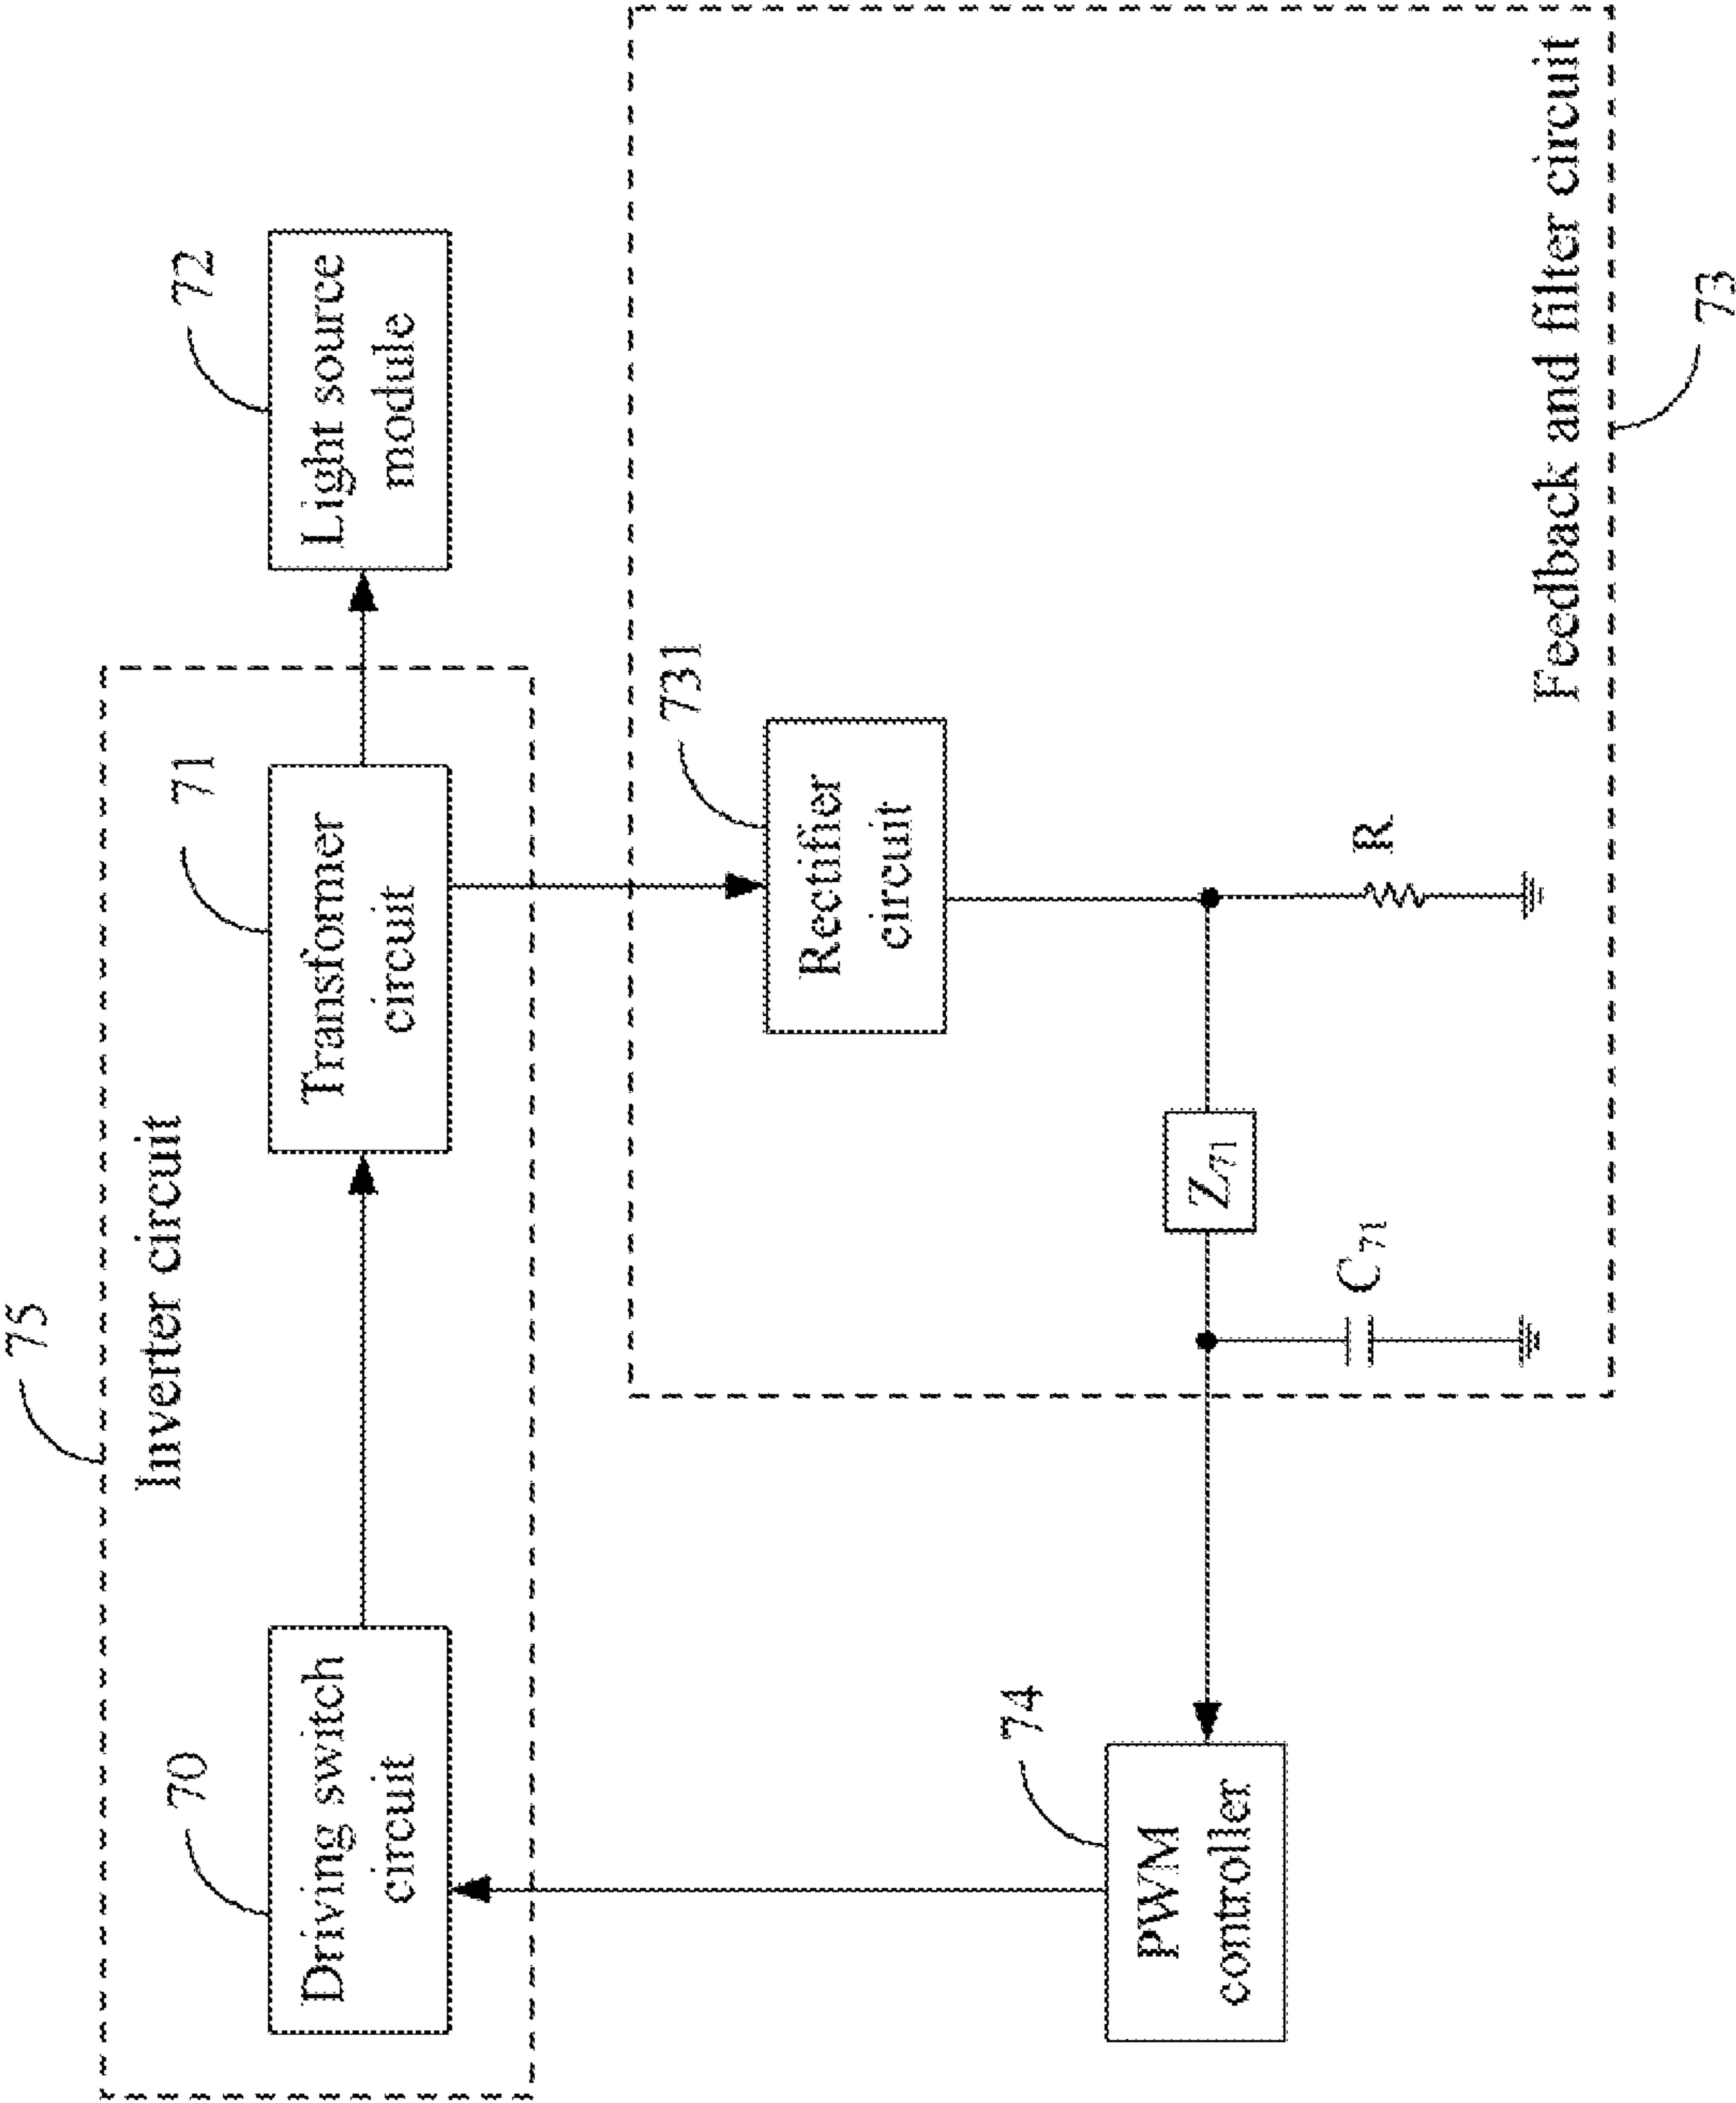 75
Inverter circuit
70
Driving switch
circuit
71
Transfomer
circuit
72
Light source
module
74
PWM
controller
731
Rectifier
circuit
Z71
C71
R
Feedback and filter circuit
73